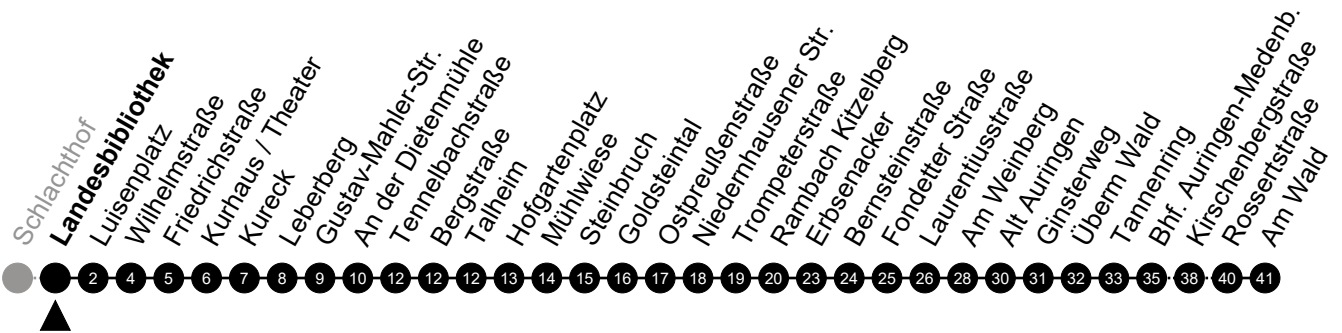 Schlachthof
Landesbibliothek
Luisenplatz
Wilhelmstraße
Friedrichstraße
Kurhaus / Theater
Kureck
Leberberg
Gustav-Mahler-Str.
An der Dietenmühle
Tennelbachstraße
Bergstraße
Talheim
Hofgartenplatz
Mühlwiese
Steinbruch
Goldsteintal
Ostpreußenstraße
Niedernhausener Str.
Trompeterstraße
Rambach Kitzelberg
Erbsenacker
Bernsteinstraße
Fondetter Straße
Laurentiusstraße
Am Weinberg
Alt Auringen
Ginsterweg
Überm Wald
Tannenring
Bhf. Auringen-Medenb.
Kirschenbergstraße
Rossertstraße
Am Wald
2 4 5 6 7 8 9 10 12 12 12 13 14 15 16 17 18 19 20 23 24 25 26 28 30 31 32 33 35 38 40 41